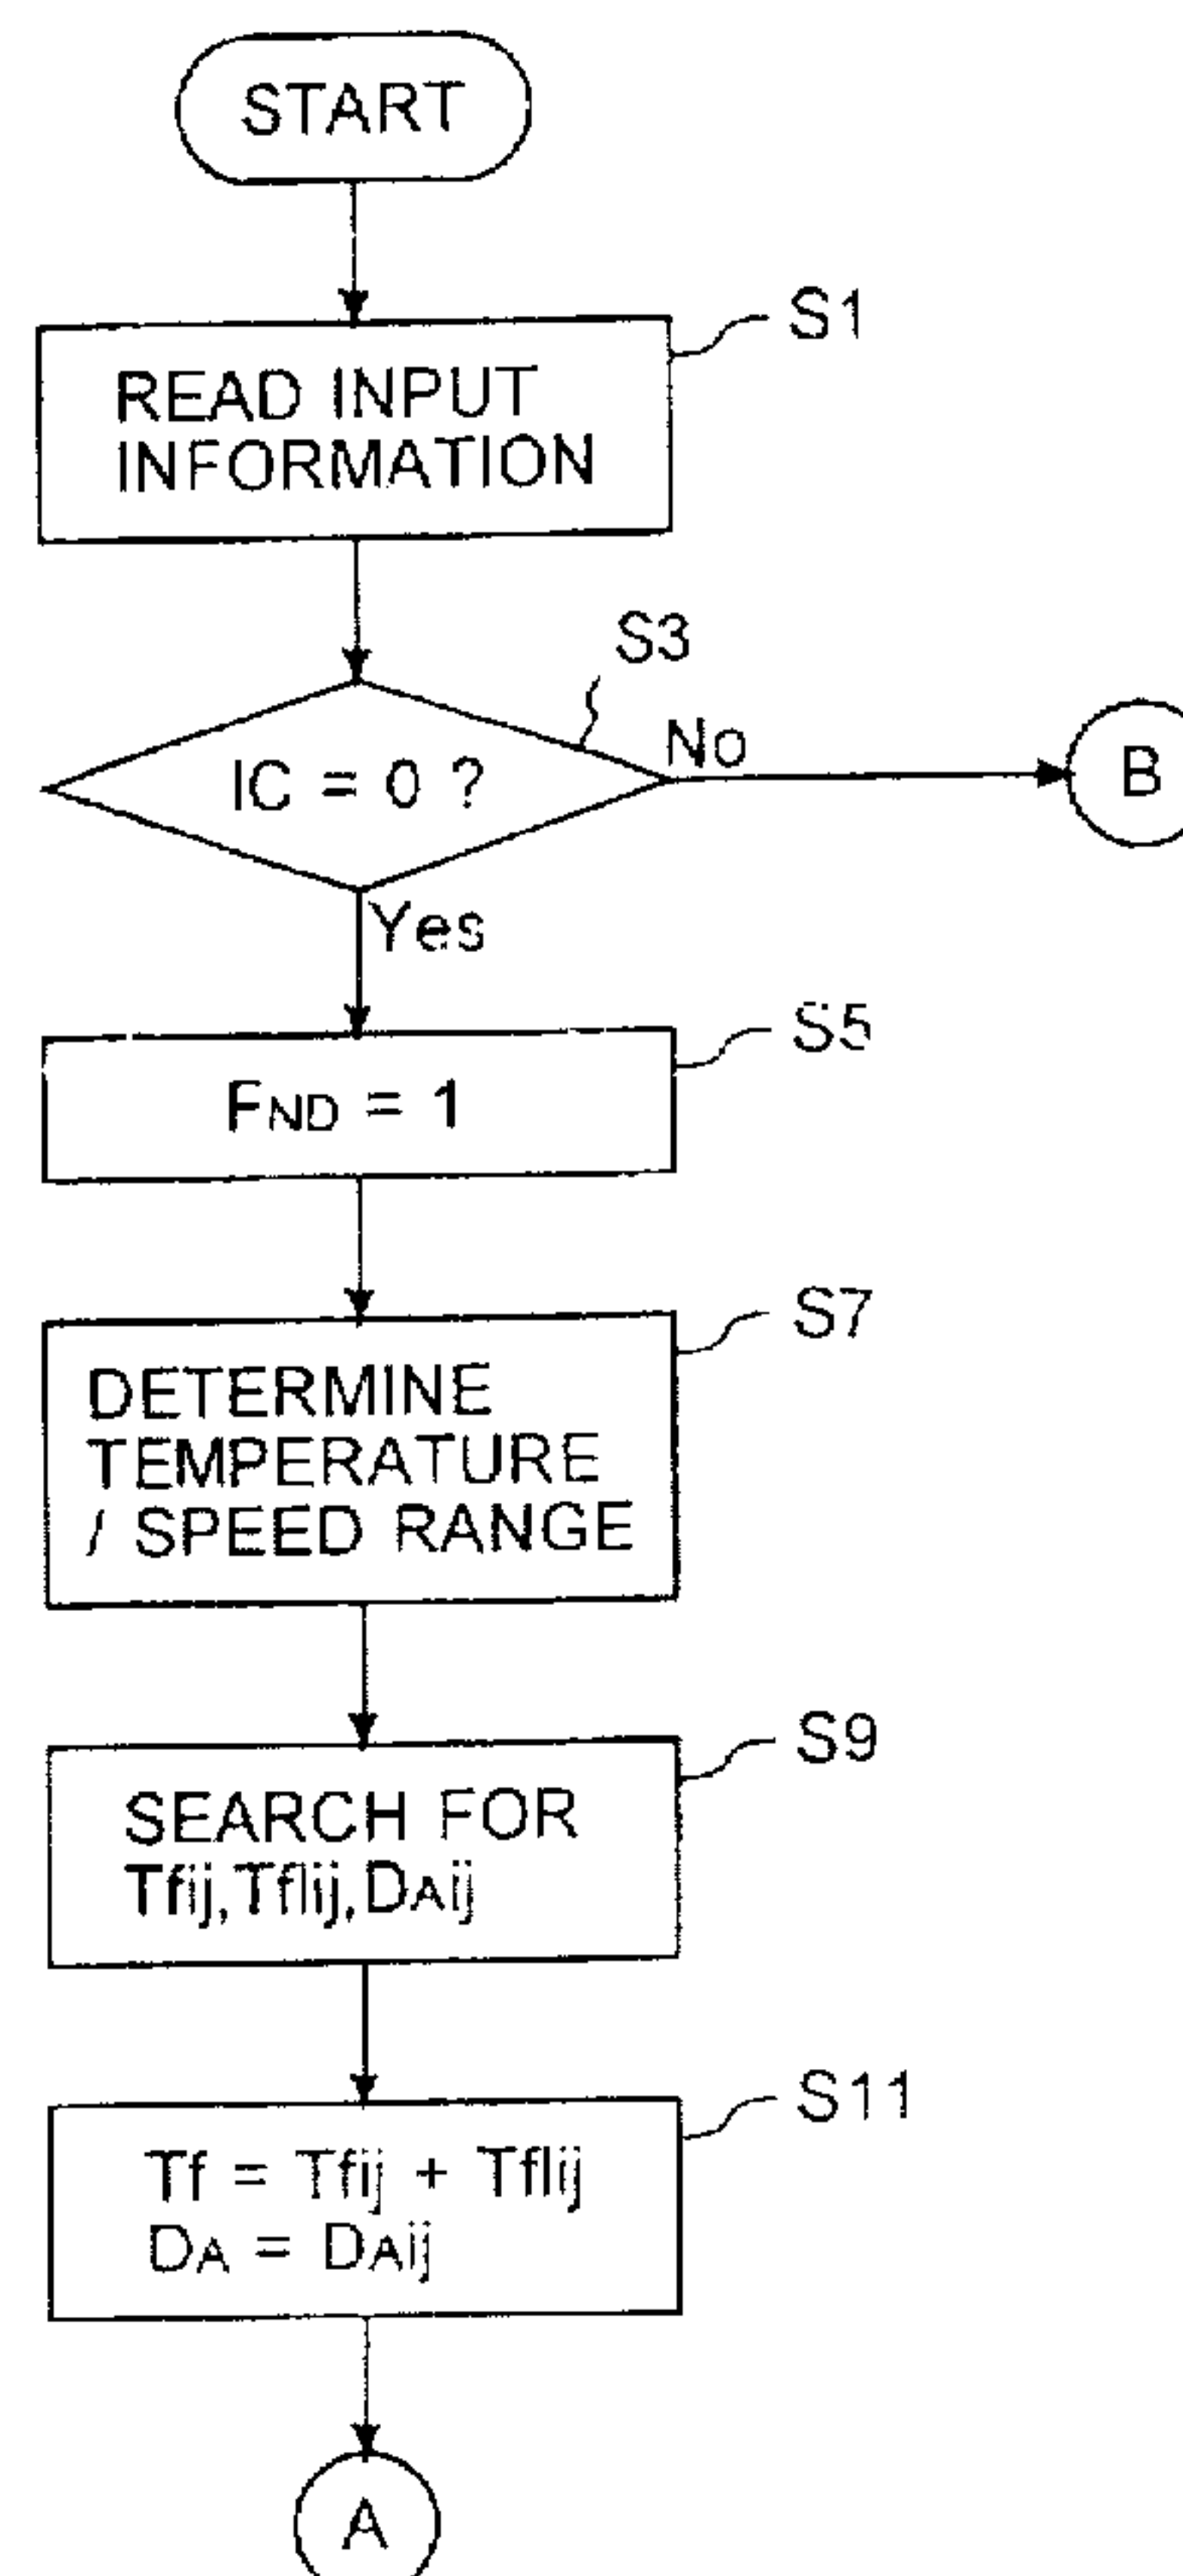 START
S1
READ INPUT
INFORMATION
S3
IC = 0 ?
No
B
Yes
S5
FND = 1
S7
DETERMINE
TEMPERATURE
/ SPEED RANGE
S9
SEARCH FOR
Tfij,Tflij,DAij
S11
Tf = Tfij + Tflij
DA = DAij
A